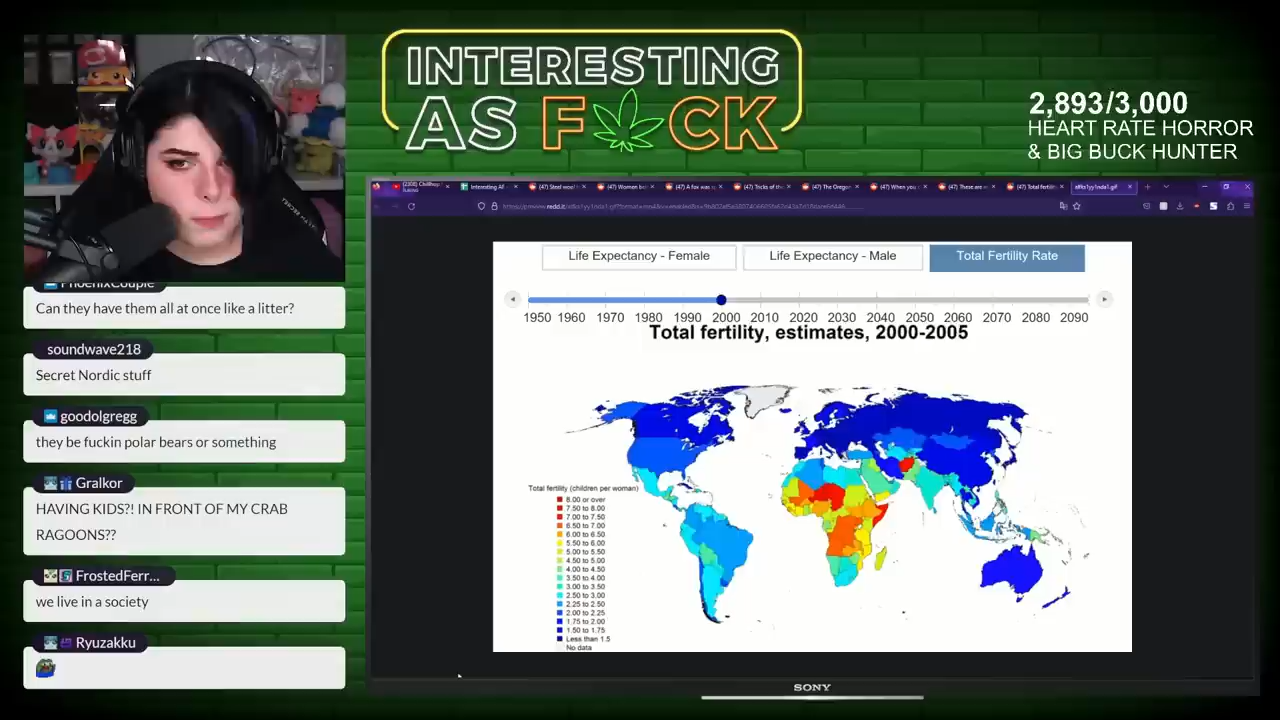 INTERESTING
AS F CK
2,893/3,000
HEART RATE HORROR
& BIG BUCK HUNTER
PhoenixCouple
Can they have them all at once like a litter?
soundwave218
Secret Nordic stuff
goodolgregg
they be fuckin polar bears or something
Gralkor
HAVING KIDS?! IN FRONT OF MY CRAB
RAGOONS??
FrostedFerr...
we live in a society
Ryuzakku
Life Expectancy - Female
Life Expectancy - Male
Total Fertility Rate
1950 1960 1970 1980 1990 2000 2010 2020 2030 2040 2050 2060 2070 2080 2090
Total fertility, estimates, 2000-2005
Total fertility (children per woman)
8.00 or over
7.50 to 8.00
7.00 to 7.50
6.50 to 7.00
6.00 to 6.50
5.50 to 6.00
5.00 to 5.50
4.50 to 5.00
4.00 to 4.50
3.50 to 4.00
3.00 to 3.50
2.50 to 3.00
2.25 to 2.50
2.00 to 2.25
1.75 to 2.00
1.50 to 1.75
Less than 1.5
No data
SONY